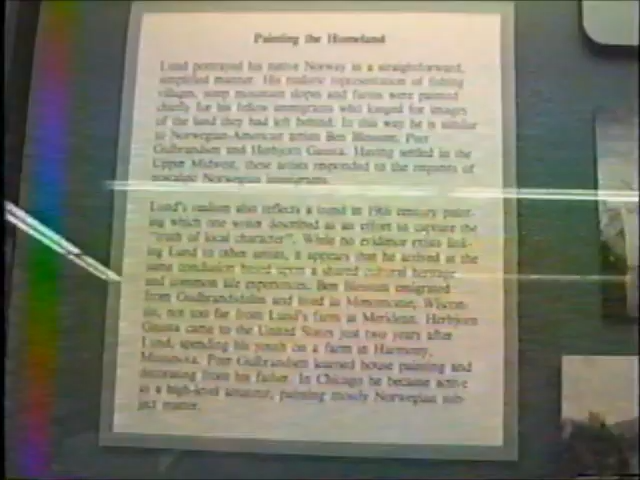 Painting the Homeland
Lund portrayed his native Norway in a straightforward,
simplified manner. His realistic representation of fishing
villages, steep mountain slopes and farms were painted
chiefly for his fellow immigrants who longed for images
of the land they had left behind. In this way he is similar
to Norwegian-American artists Ben Blessum, Peer
Gulbrandsen and Herbjorn Gausta. Having settled in the
Upper Midwest, these artists responded to the requests of
nostalgic Norwegian immigrants.
Lund's realism also reflects a trend in 19th century paint-
ing which one writer described as an effort to capture the
"truth of local character". While no evidence exists link-
ing Lund to other artists, it appears that he arrived at the
same conclusion based upon a shared cultural heritage
and common life experiences. Ben Blessum emigrated
from Gudbrandsdalen and lived in Menomonie, Wiscon-
sin, not too far from Lund's farm at Meridean. Herbjorn
Gausta came to the United States just two years after
Lund, spending his youth on a farm in Harmony,
Minnesota. Peer Gulbrandsen learned house painting and
decorating from his father. In Chicago he became active
as a high-level amateur, painting mostly Norwegian sub-
ject matter.